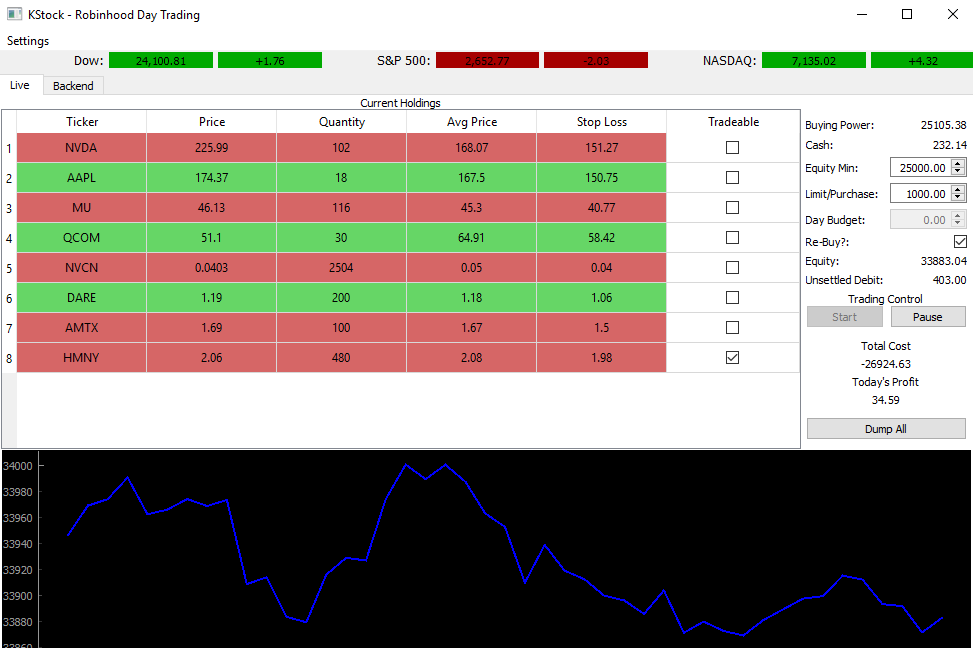 KStock - Robinhood Day Trading
Settings
Dow: 24,100.81 +1.76 S&P 500: 2,652.77 -2.03 NASDAQ: 7,135.02 +4.32
Live Backend
Current Holdings
Ticker Price Quantity Avg Price Stop Loss Tradeable
1 NVDA 225.99 102 168.07 151.27
2 AAPL 174.37 18 167.5 150.75
3 MU 46.13 116 45.3 40.77
4 QCOM 51.1 30 64.91 58.42
5 NVCN 0.0403 2504 0.05 0.04
6 DARE 1.19 200 1.18 1.06
7 AMTX 1.69 100 1.67 1.5
8 HMNY 2.06 480 2.08 1.98
Buying Power: 25105.38
Cash: 232.14
Equity Min: 25000.00
Limit/Purchase: 1000.00
Day Budget: 0.00
Re-Buy?:
Equity: 33883.04
Unsettled Debit: 403.00
Trading Control
Start Pause
Total Cost
-26924.63
Today's Profit
34.59
Dump All
34000
33980
33960
33940
33920
33900
33880
33860